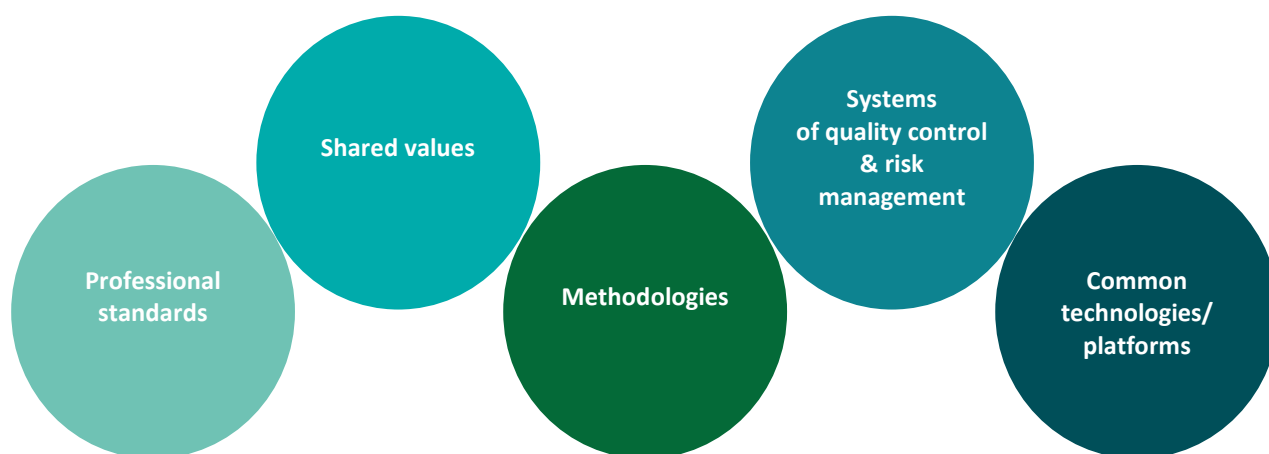 Professional
standards
Shared values
Methodologies
Systems
of quality control
& risk
management
Common
technologies/
platforms